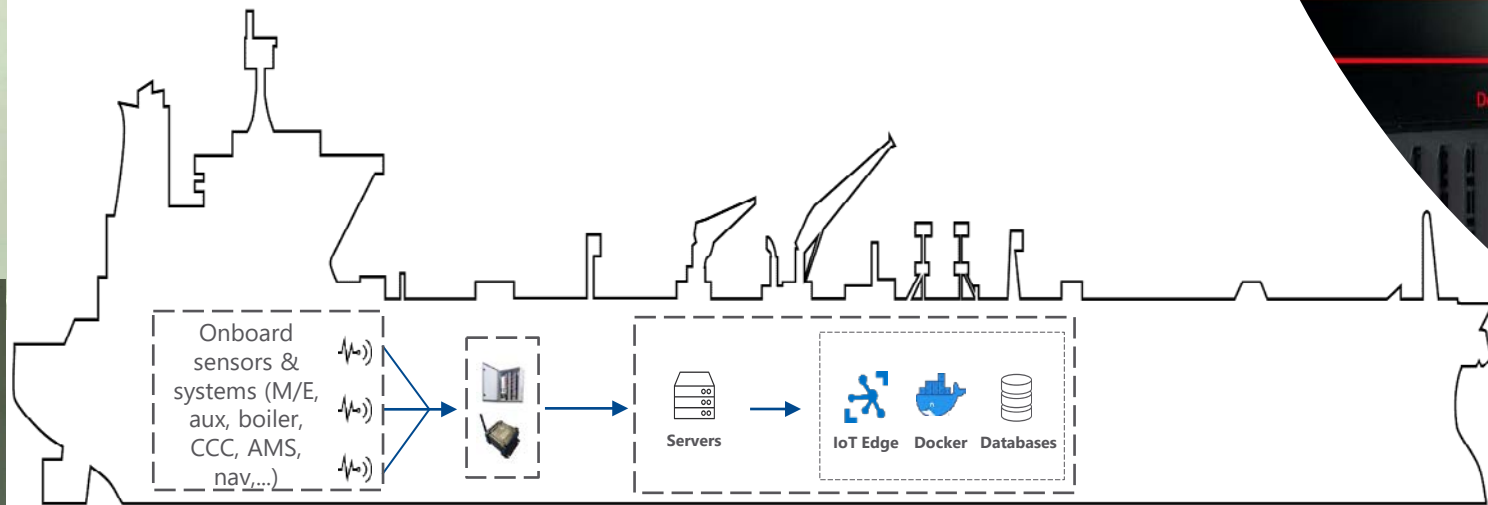 Onboard
sensors &
systems (M/E,
aux, boiler,
CCC, AMS,
nav,...)
Servers
IoT Edge
Docker
Databases